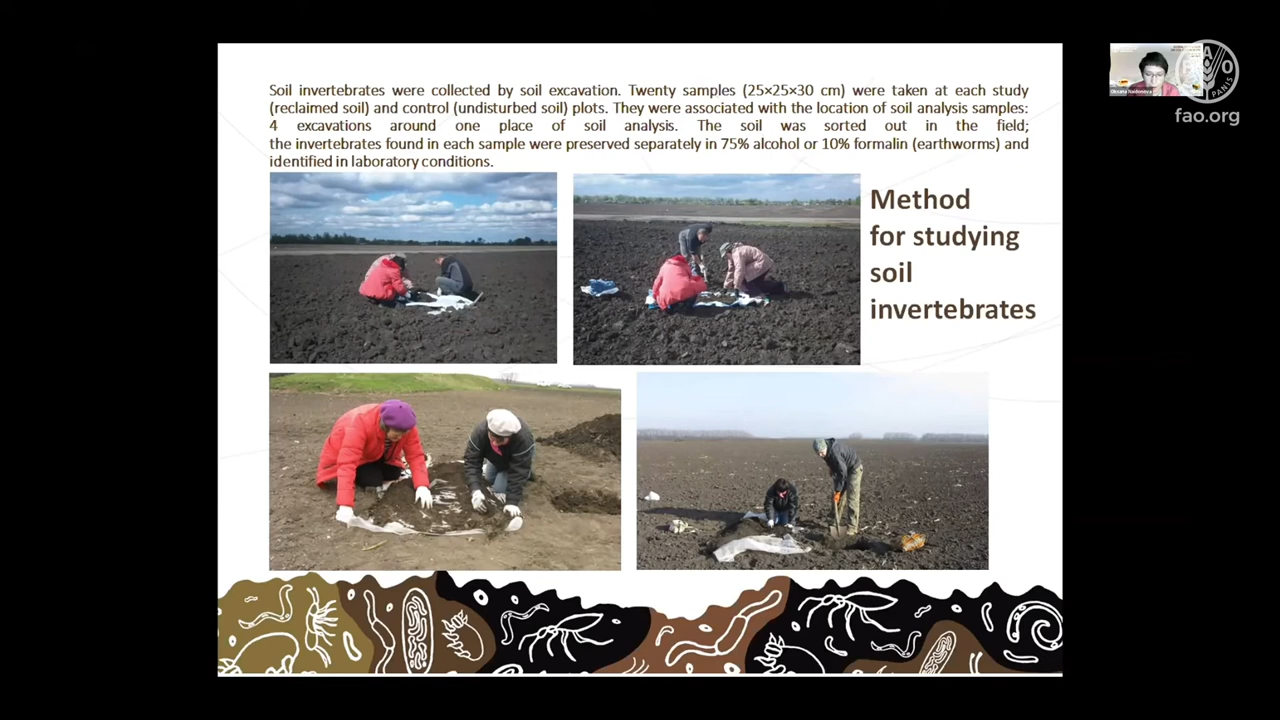 Soil invertebrates were collected by soil excavation. Twenty samples (25×25×30 cm) were taken at each study
(reclaimed soil) and control (undisturbed soil) plots. They were associated with the location of soil analysis samples:
4 excavations around one place of soil analysis. The soil was sorted out in the field;
the invertebrates found in each sample were preserved separately in 75% alcohol or 10% formalin (earthworms) and
identified in laboratory conditions.
Method
for studying
soil
invertebrates
fao.org